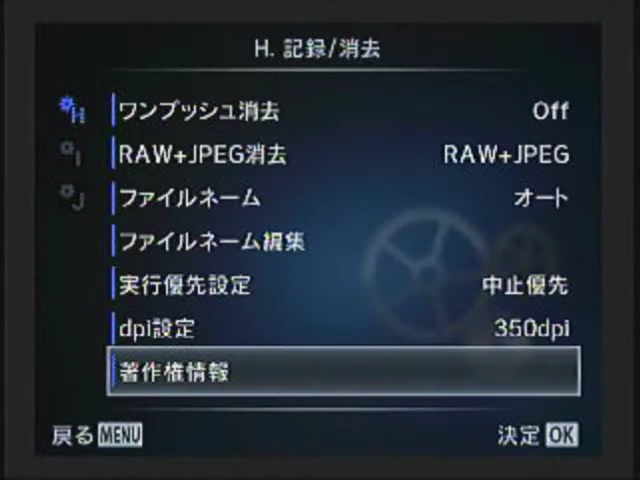 H. 記録/消去
H ワンプッシュ消去 Off
I RAW+JPEG消去 RAW+JPEG
J ファイルネーム オート
ファイルネーム編集
実行優先設定 中止優先
dpi設定 350dpi
著作権情報
戻る MENU 決定 OK